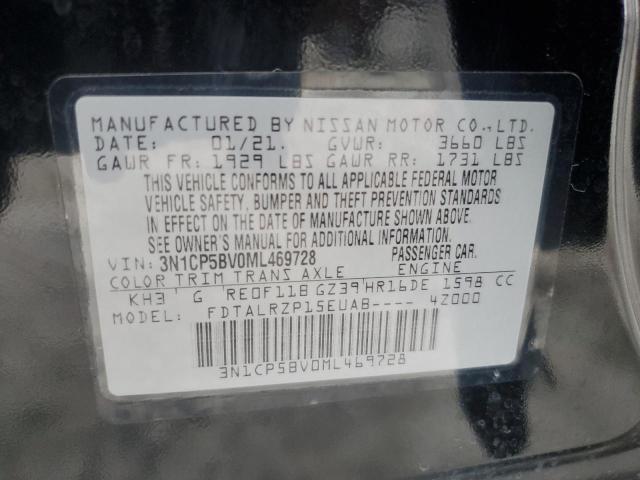 MANUFACTURED BY NISSAN MOTOR CO.,LTD.
DATE: 01/21. GVWR: 3660 LBS
GAWR FR: 1929 LBS GAWR RR: 1731 LBS
THIS VEHICLE CONFORMS TO ALL APPLICABLE FEDERAL MOTOR
VEHICLE SAFETY, BUMPER AND THEFT PREVENTION STANDARDS
IN EFFECT ON THE DATE OF MANUFACTURE SHOWN ABOVE.
SEE OWNER'S MANUAL FOR ADDITIONAL INFORMATION.
VIN: 3N1CP5BV0ML469728 PASSENGER CAR.
COLOR TRIM TRANS AXLE ENGINE
KH3 G RE0F11B GZ39 HR16DE 1598 CC
MODEL: FDTALRZP15EUAB---- 4Z000
3N1CP5BV0ML469728